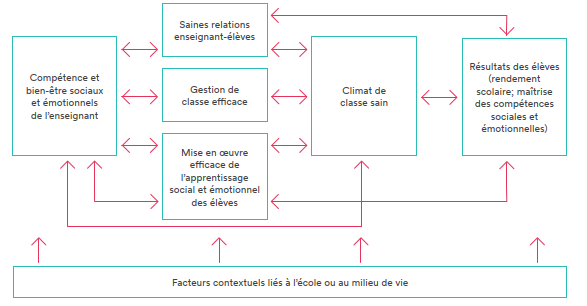 Compétence et
bien-être sociaux
et émotionnels
de l'enseignant
Saines relations
enseignant-élèves
Gestion de
classe efficace
Mise en œuvre
efficace de
l'apprentissage
social et émotionnel
des élèves
Climat de
classe sain
Résultats des élèves
(rendement
scolaire; maîtrise
des compétences
sociales et
émotionnelles)
Facteurs contextuels liés à l'école ou au milieu de vie